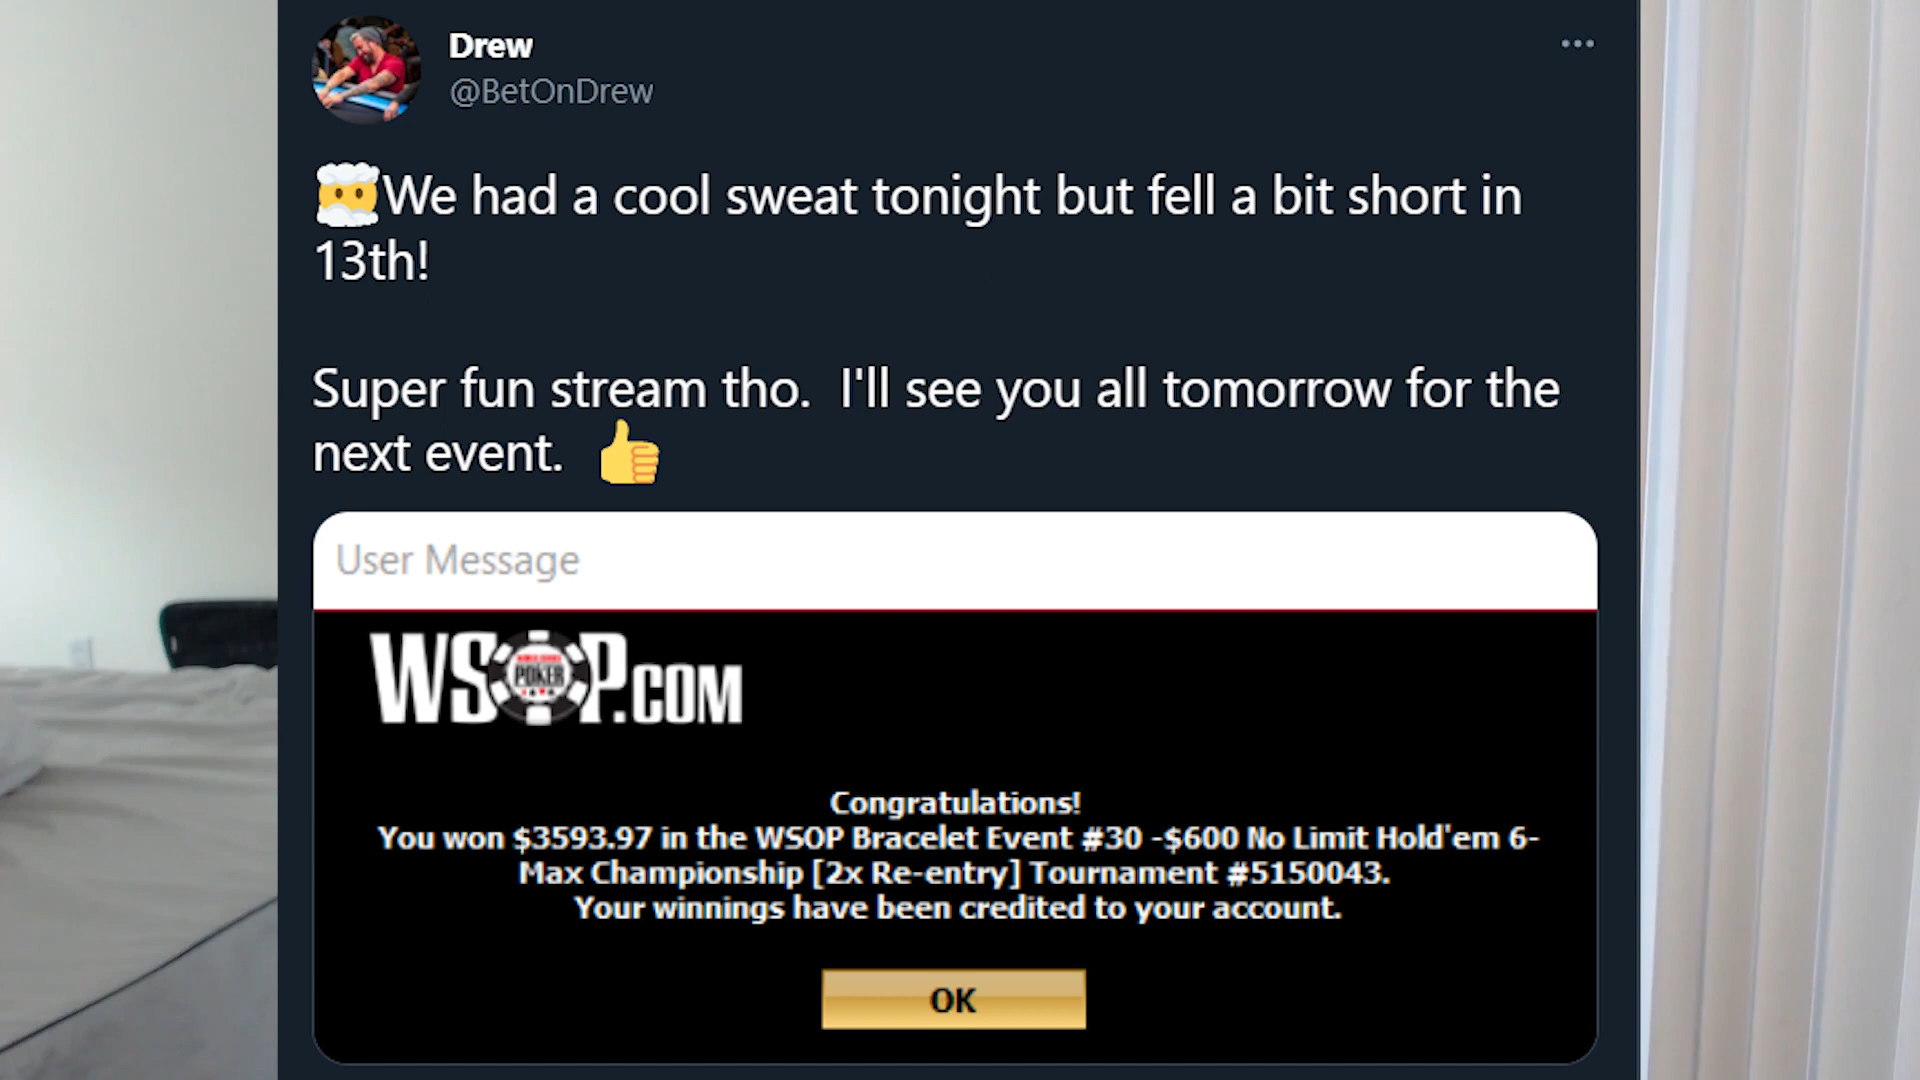 Drew
@BetOnDrew
😶‍🌫️We had a cool sweat tonight but fell a bit short in
13th!
Super fun stream tho.  I'll see you all tomorrow for the
next event.  👍
User Message
WSOP.COM
POKER
Congratulations!
You won $3593.97 in the WSOP Bracelet Event #30 -$600 No Limit Hold'em 6-
Max Championship [2x Re-entry] Tournament #5150043.
Your winnings have been credited to your account.
OK